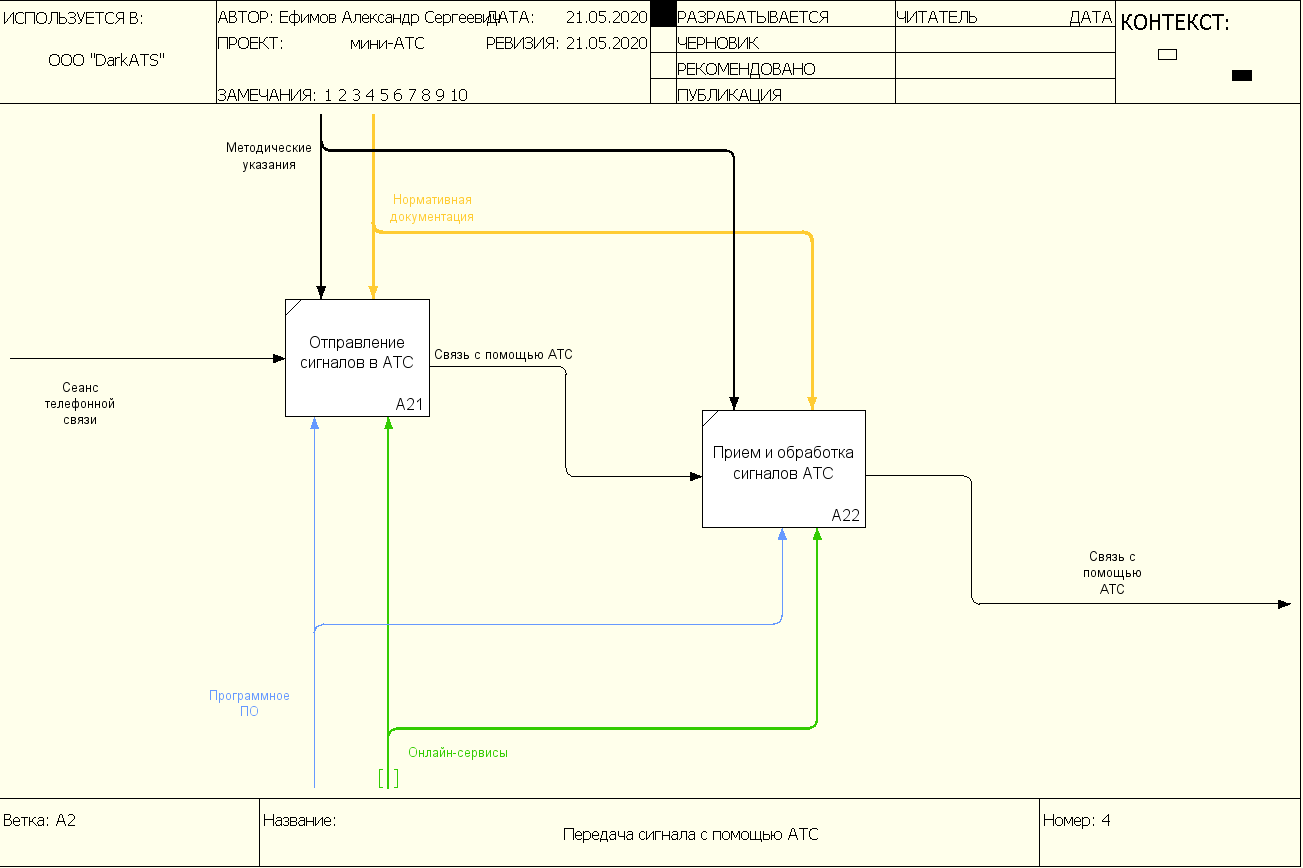 ИСПОЛЬЗУЕТСЯ В:
ООО "DarkATS"
АВТОР: Ефимов Александр Сергеевич
ДАТА: 21.05.2020
ПРОЕКТ: мини-АТС
РЕВИЗИЯ: 21.05.2020
ЗАМЕЧАНИЯ: 1 2 3 4 5 6 7 8 9 10
РАЗРАБАТЫВАЕТСЯ
ЧЕРНОВИК
РЕКОМЕНДОВАНО
ПУБЛИКАЦИЯ
ЧИТАТЕЛЬ ДАТА
КОНТЕКСТ:
Методические
указания
Нормативная
документация
Отправление
сигналов в АТС
A21
Связь с помощью АТС
Сеанс
телефонной
связи
Прием и обработка
сигналов АТС
A22
Связь с
помощью
АТС
Программное
ПО
Онлайн-сервисы
[ ]
Ветка: A2
Название:
Передача сигнала с помощью АТС
Номер: 4